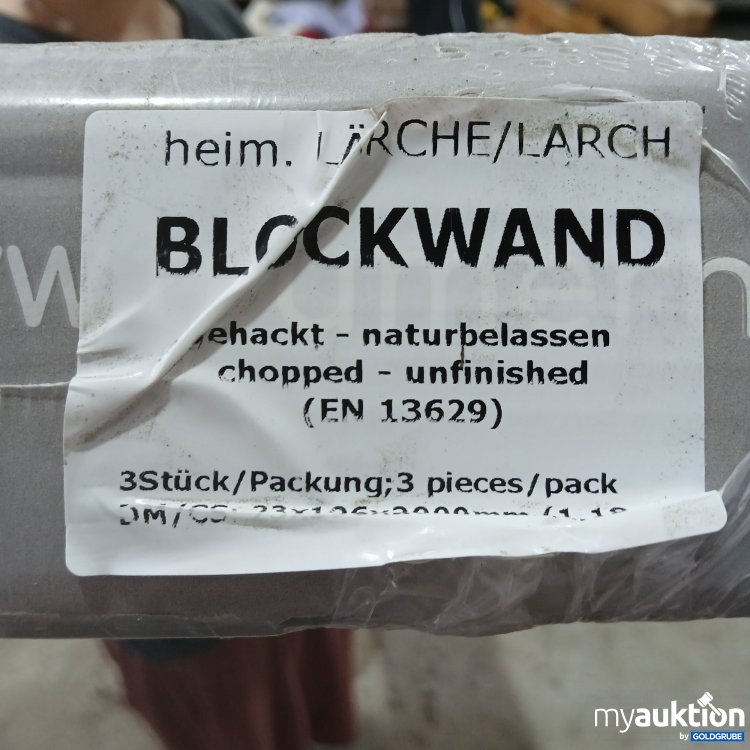 heim. LÄRCHE/LARCH
BLOCKWAND
gehackt - naturbelassen
chopped - unfinished
(EN 13629)
3Stück/Packung;3 pieces/pack
myauktion
by GOLDGRUBE